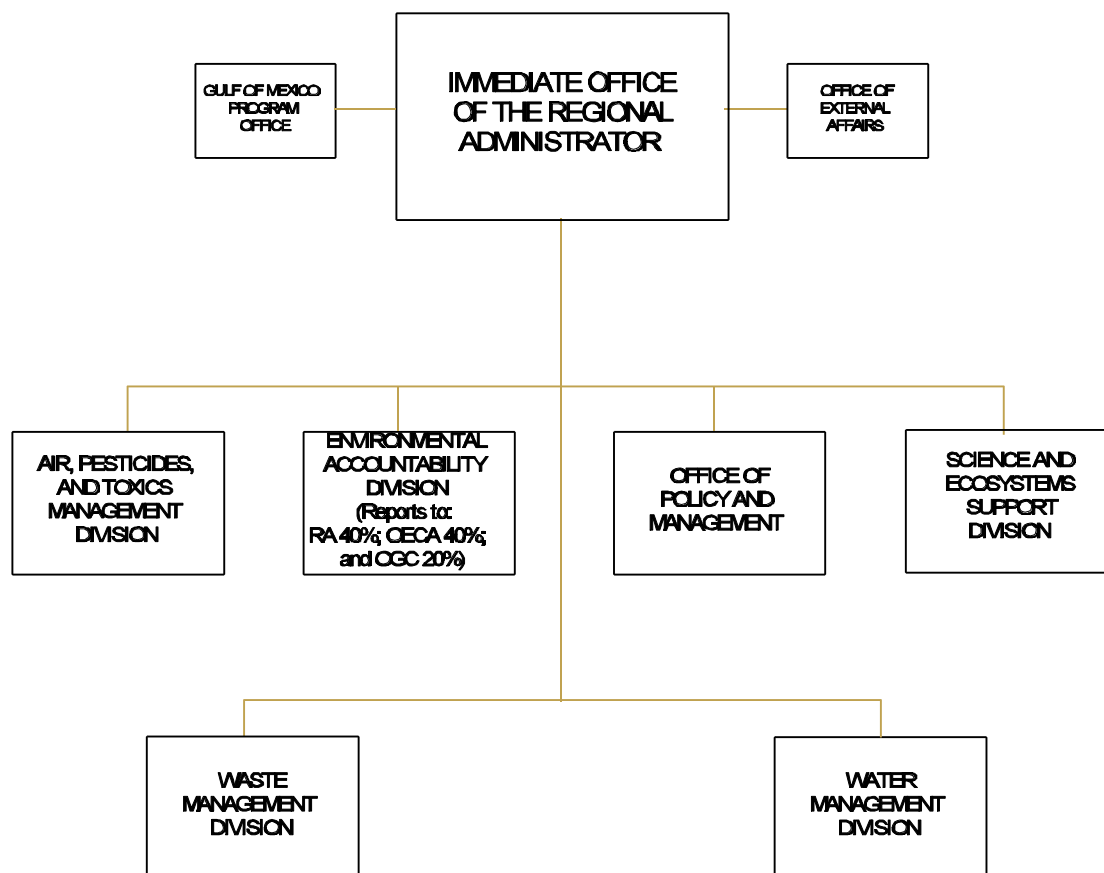 GULF OF MEXICO
PROGRAM
OFFICE
IMMEDIATE OFFICE
OF THE REGIONAL
ADMINISTRATOR
OFFICE OF
EXTERNAL
AFFAIRS
AIR, PESTICIDES,
AND TOXICS
MANAGEMENT
DIVISION
ENVIRONMENTAL
ACCOUNTABILITY
DIVISION
(Reports to:
RA 40%; OECA 40%;
and OGC 20%)
OFFICE OF
POLICY AND
MANAGEMENT
SCIENCE AND
ECOSYSTEMS
SUPPORT
DIVISION
WASTE
MANAGEMENT
DIVISION
WATER
MANAGEMENT
DIVISION